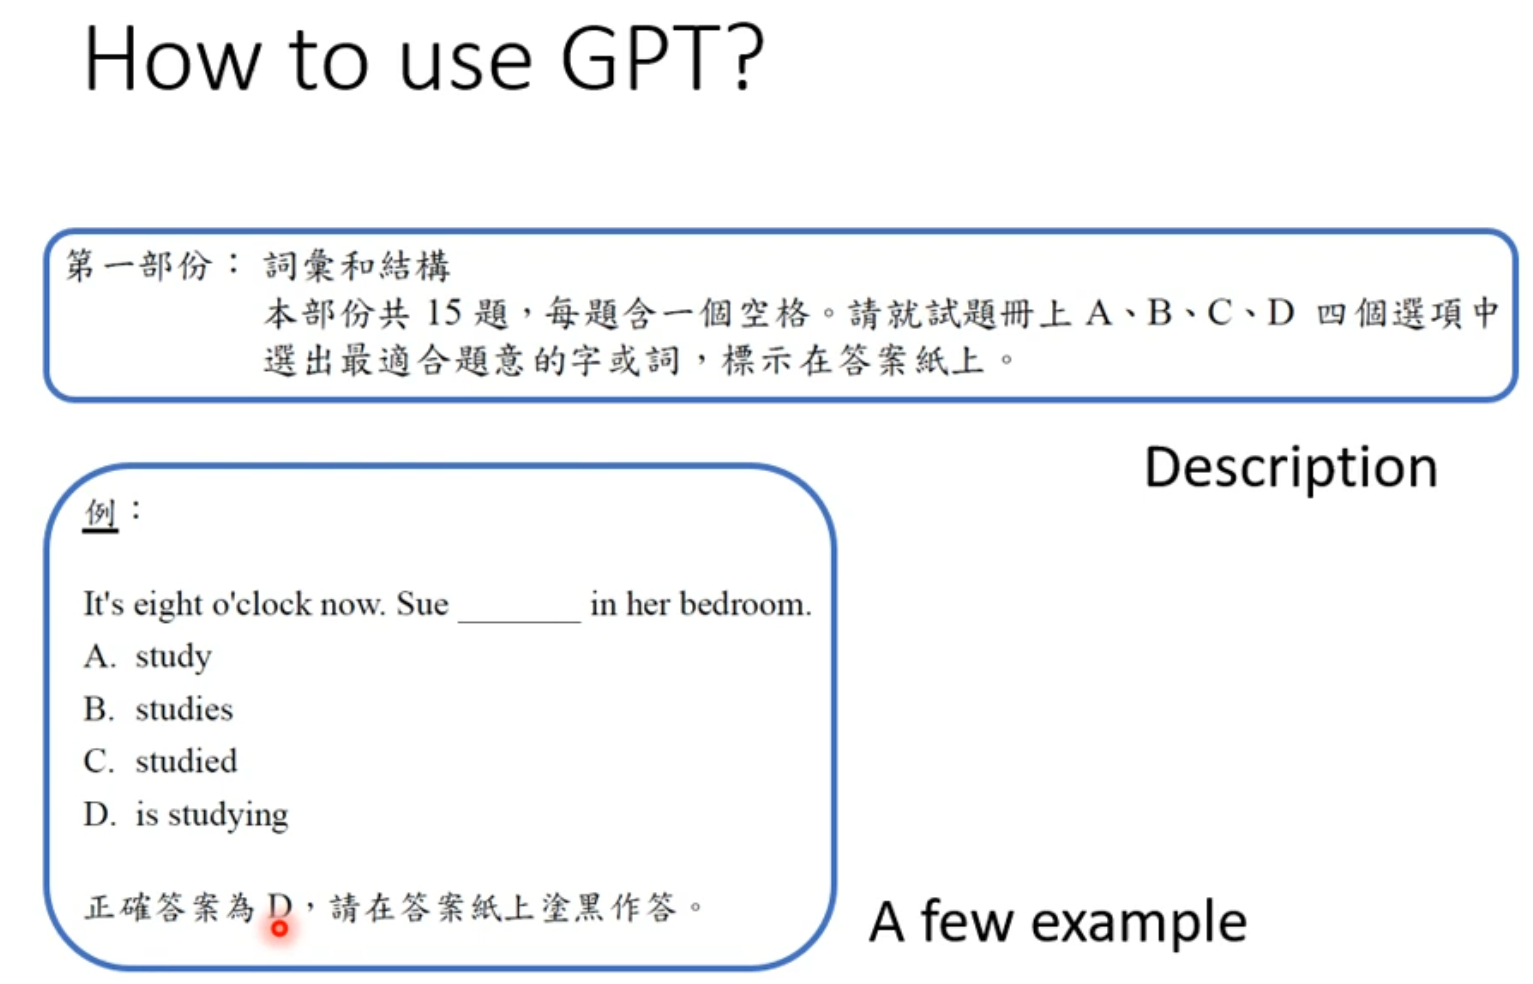 How to use GPT?
第一部份： 詞彙和結構
本部份共 15 題，每題含一個空格。請就試題冊上 A、B、C、D 四個選項中
選出最適合題意的字或詞，標示在答案紙上。
Description
例：
It's eight o'clock now. Sue ________ in her bedroom.
A. study
B. studies
C. studied
D. is studying
正確答案為 D，請在答案紙上塗黑作答。
A few example